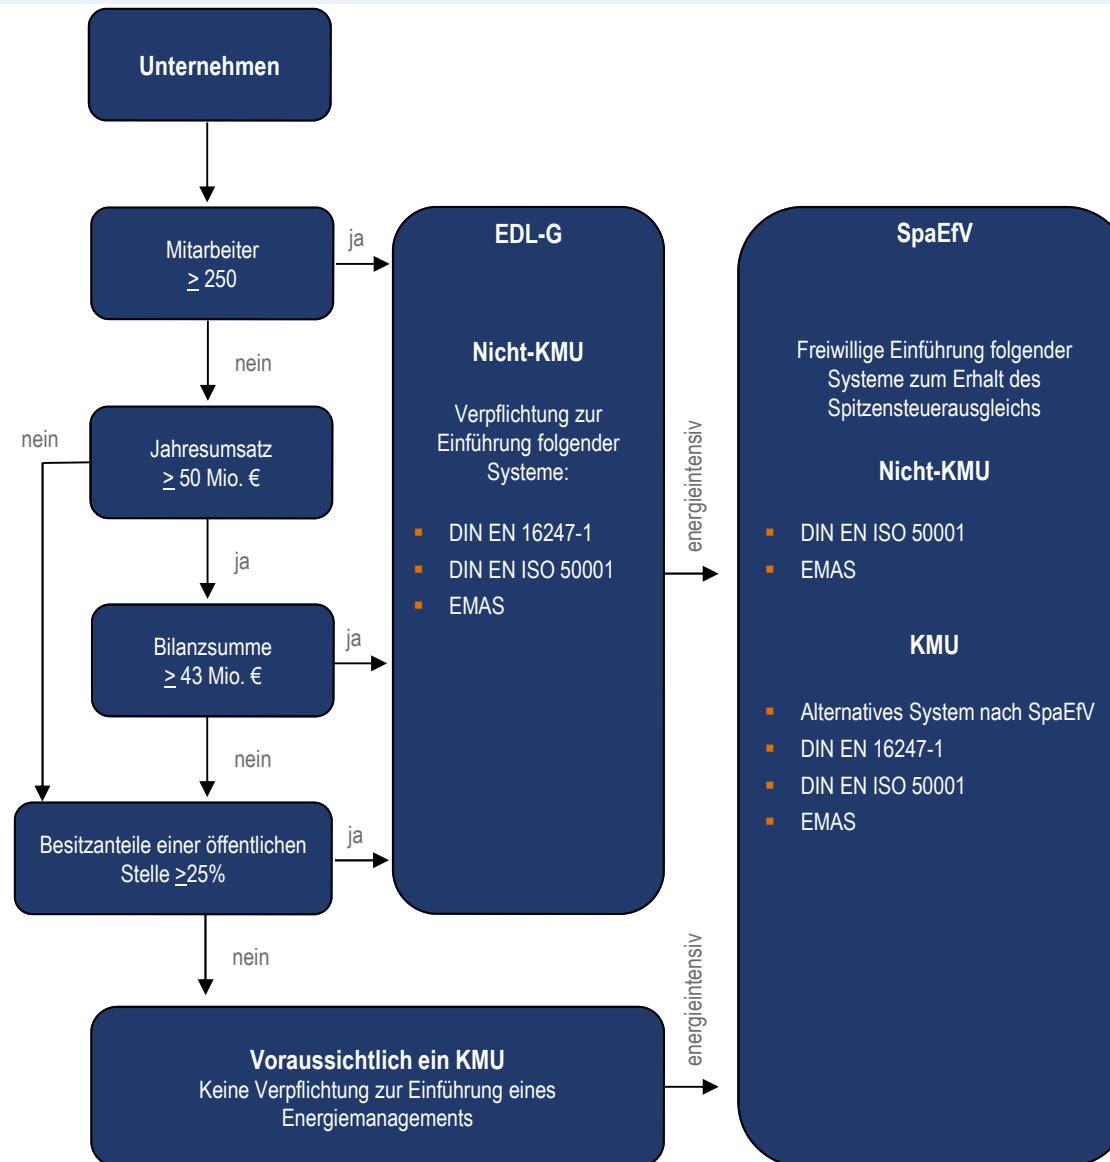 Unternehmen
Mitarbeiter
≥ 250
ja
nein
Jahresumsatz
≥ 50 Mio. €
nein
ja
Bilanzsumme
≥ 43 Mio. €
ja
nein
Besitzanteile einer öffentlichen
Stelle ≥25%
ja
nein
Voraussichtlich ein KMU
Keine Verpflichtung zur Einführung eines
Energiemanagements
EDL-G
Nicht-KMU
Verpflichtung zur
Einführung folgender
Systeme:
▪ DIN EN 16247-1
▪ DIN EN ISO 50001
▪ EMAS
energieintensiv
energieintensiv
SpaEfV
Freiwillige Einführung folgender
Systeme zum Erhalt des
Spitzensteuerausgleichs
Nicht-KMU
▪ DIN EN ISO 50001
▪ EMAS
KMU
▪ Alternatives System nach SpaEfV
▪ DIN EN 16247-1
▪ DIN EN ISO 50001
▪ EMAS